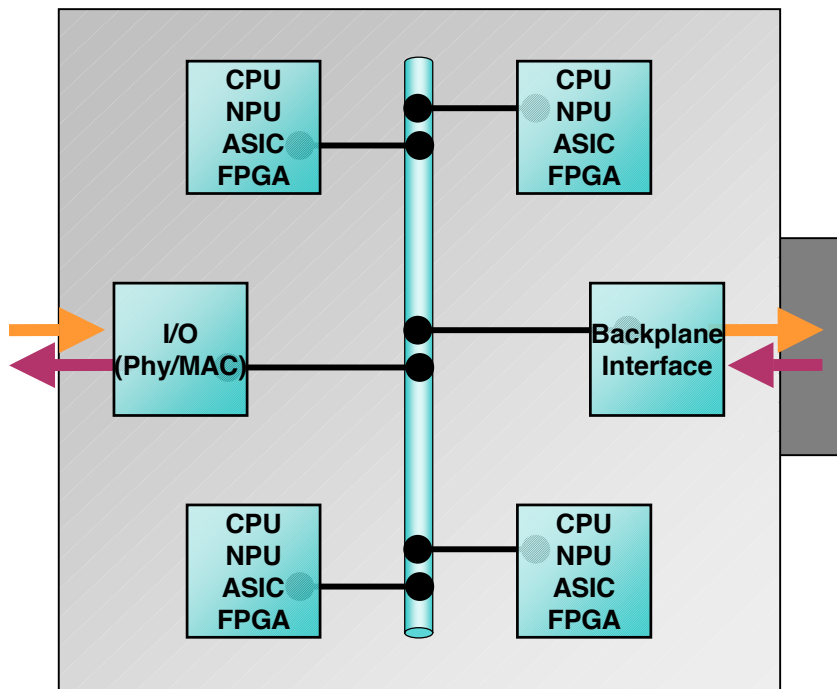 CPU
NPU
ASIC
FPGA
CPU
NPU
ASIC
FPGA
I/O
(Phy/MAC)
Backplane
Interface
CPU
NPU
ASIC
FPGA
CPU
NPU
ASIC
FPGA